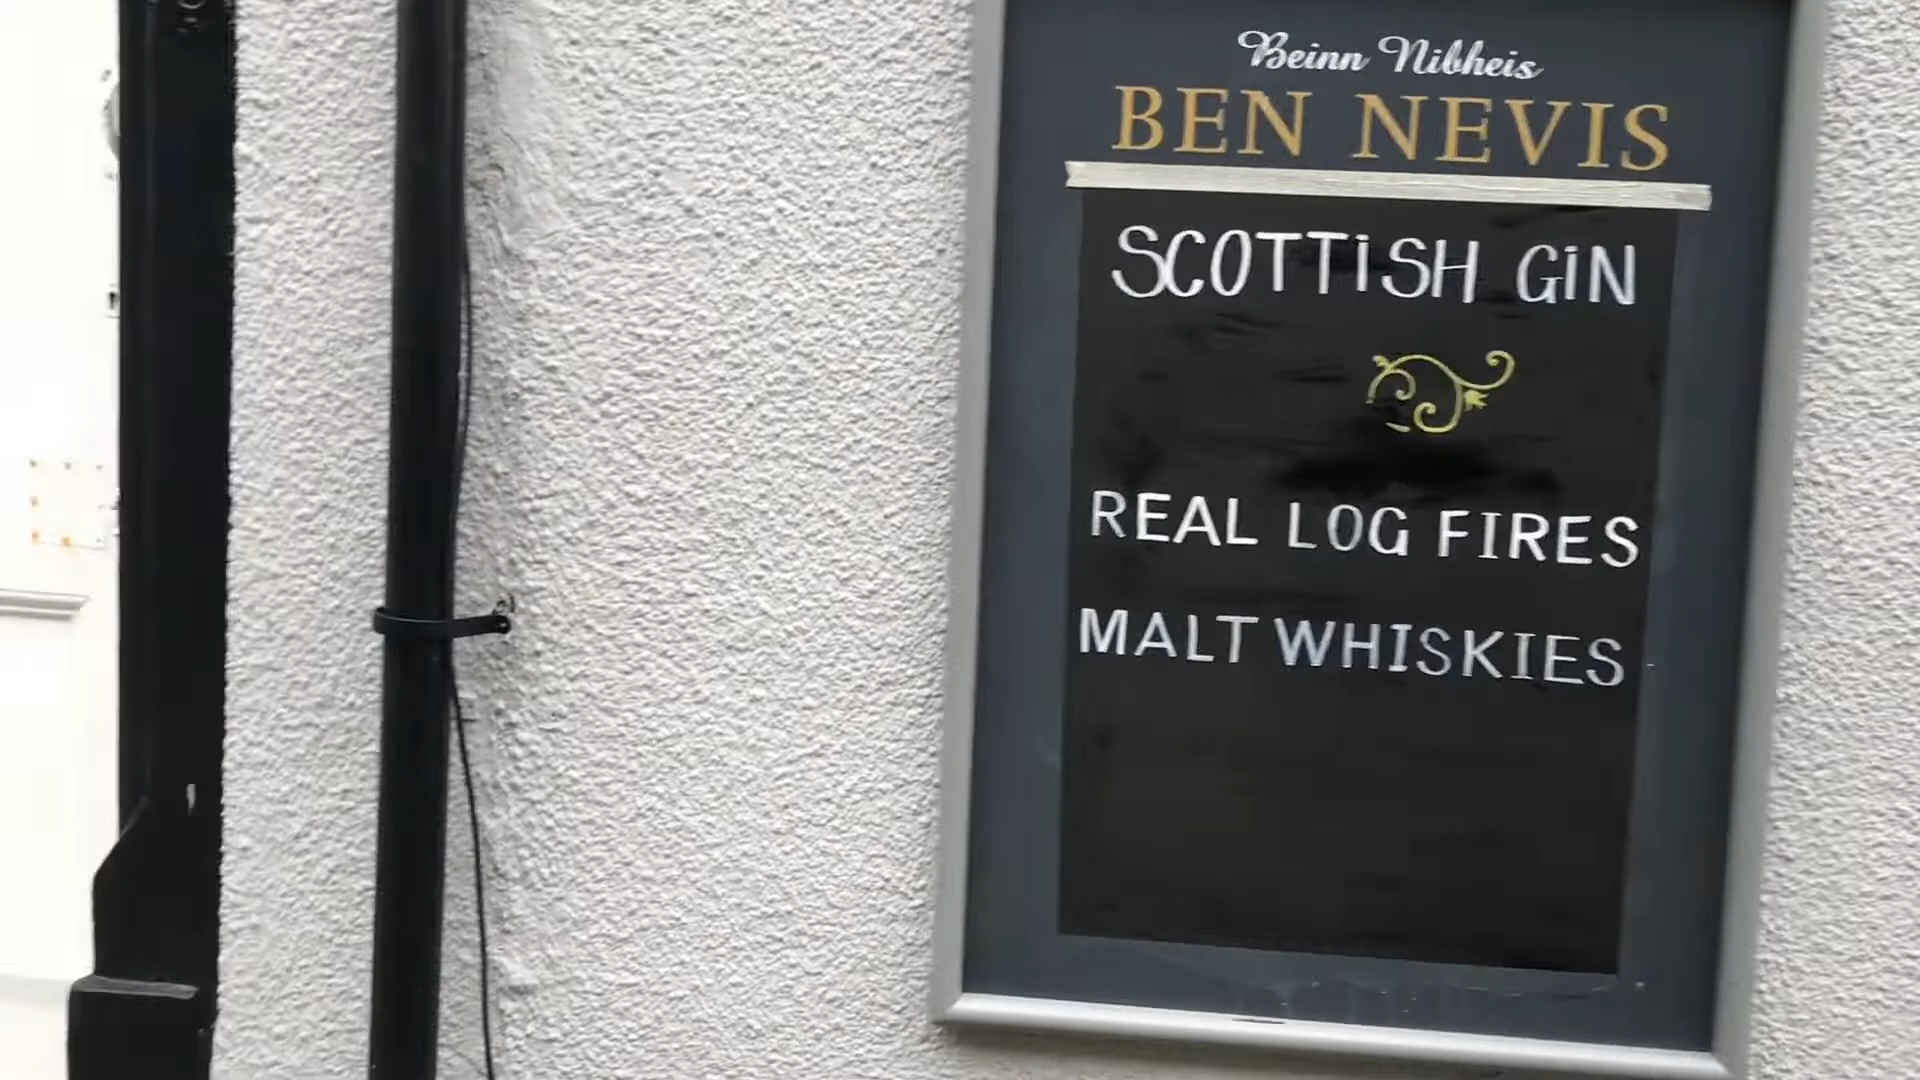 Beinn Nibheis
BEN NEVIS
SCOTTiSH GiN
REAL LOG FIRES
MALT WHISKIES